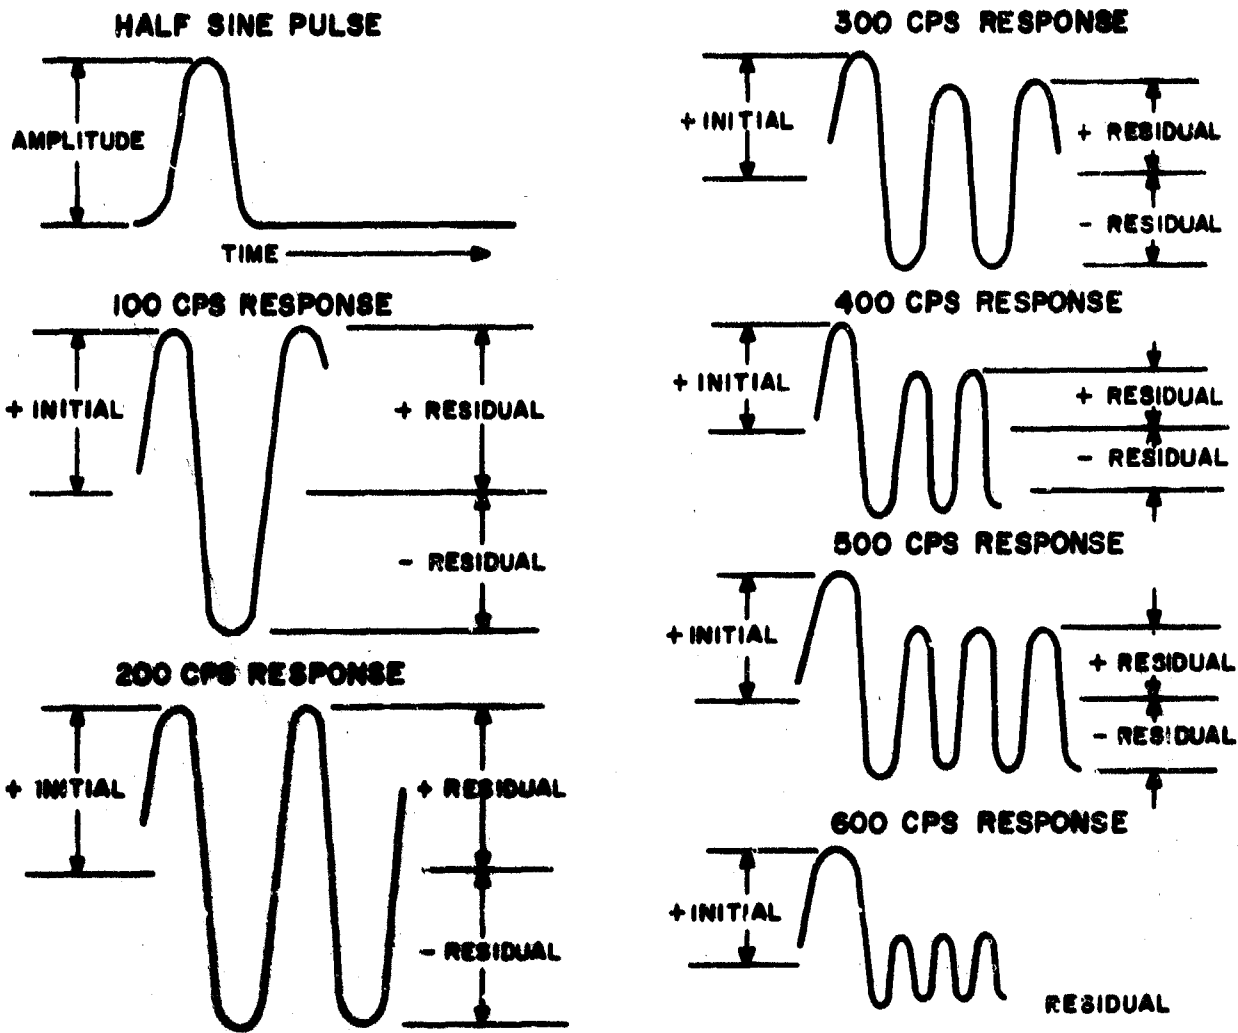 HALF SINE PULSE
AMPLITUDE
TIME
100 CPS RESPONSE
+ INITIAL
+ RESIDUAL
- RESIDUAL
200 CPS RESPONSE
+ INITIAL
+ RESIDUAL
- RESIDUAL
300 CPS RESPONSE
+ INITIAL
+ RESIDUAL
- RESIDUAL
400 CPS RESPONSE
+ INITIAL
+ RESIDUAL
- RESIDUAL
500 CPS RESPONSE
+ INITIAL
+ RESIDUAL
- RESIDUAL
600 CPS RESPONSE
+ INITIAL
RESIDUAL